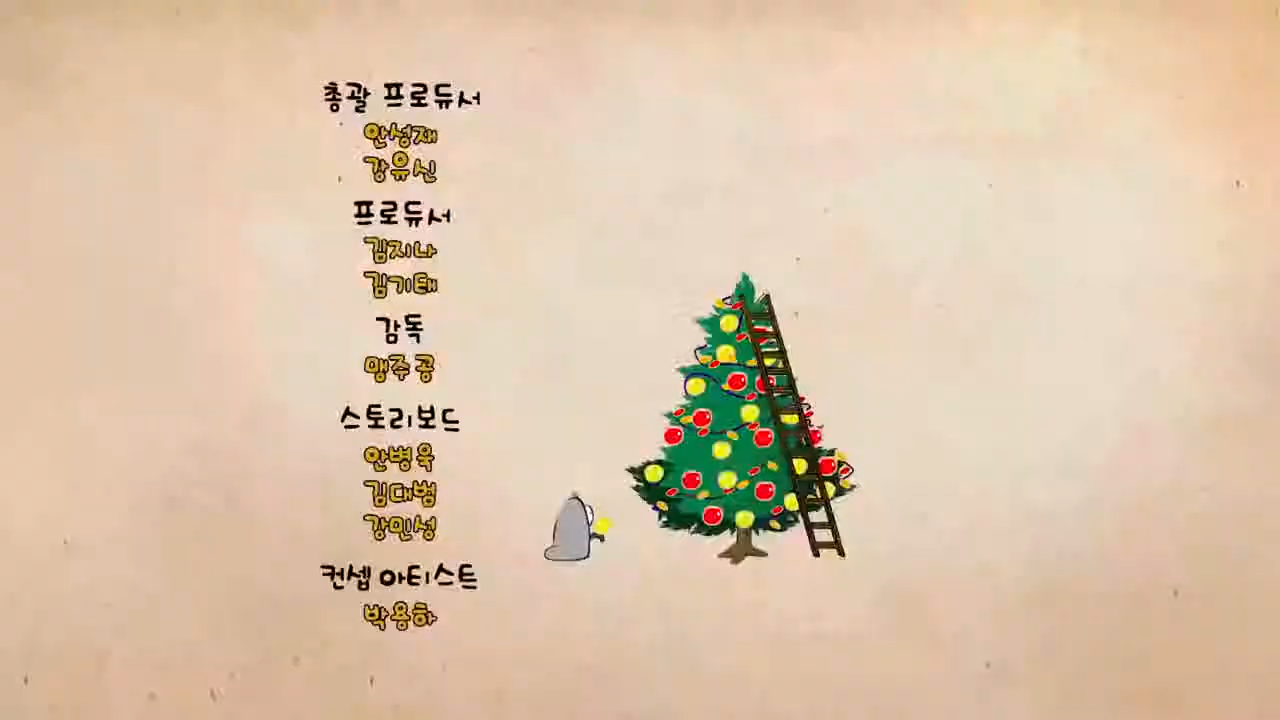 총괄 프로듀서
안성재
강유신
프로듀서
김지나
김기태
감독
맹주공
스토리보드
안병욱
김대범
강민성
컨셉 아티스트
박용하